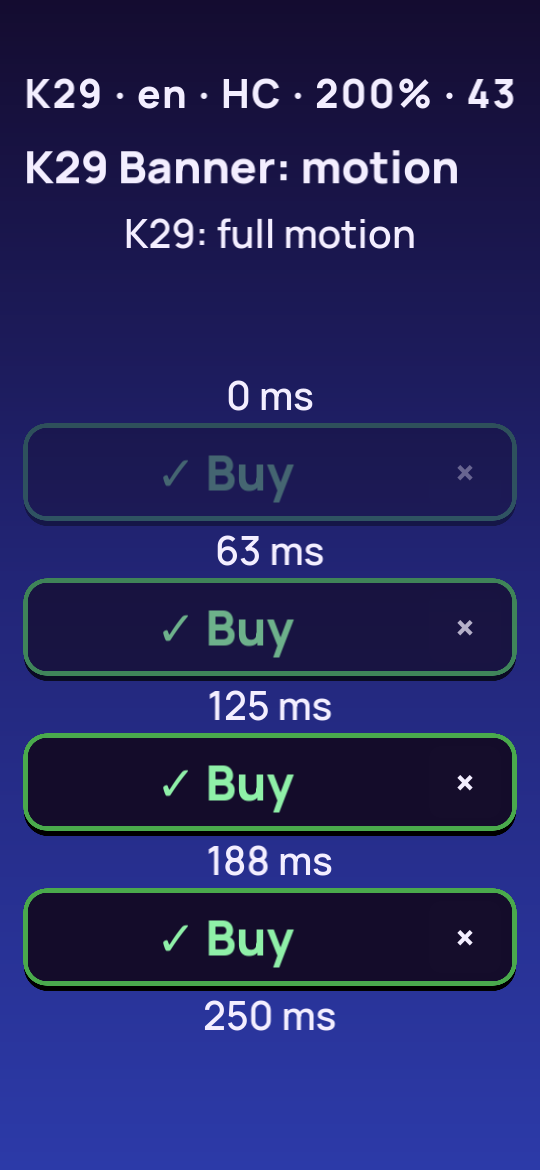 K29 · en · HC · 200% · 43
K29 Banner: motion
K29: full motion
0 ms
✓ Buy ×
63 ms
✓ Buy ×
125 ms
✓ Buy ×
188 ms
✓ Buy ×
250 ms